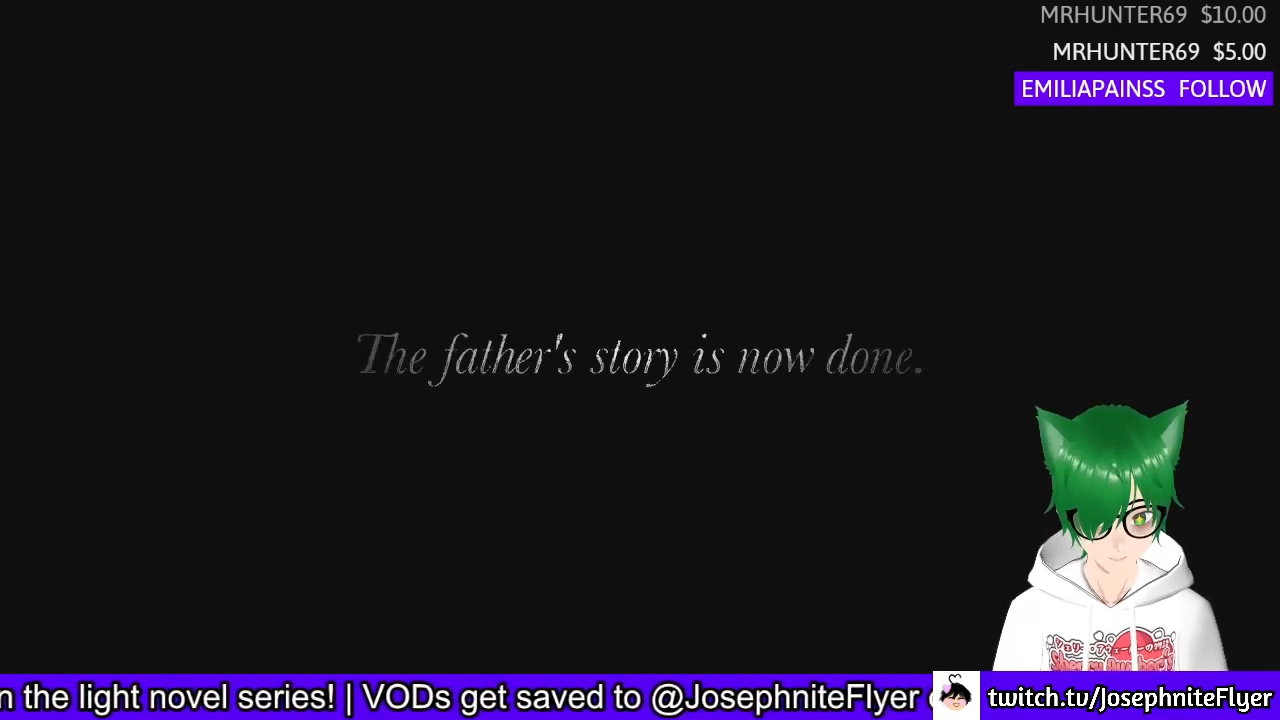 MRHUNTER69 $10.00
MRHUNTER69 $5.00
EMILIAPAINSS FOLLOW
The father's story is now done.
n the light novel series! | VODs get saved to @JosephniteFlyer
twitch.tv/JosephniteFlyer